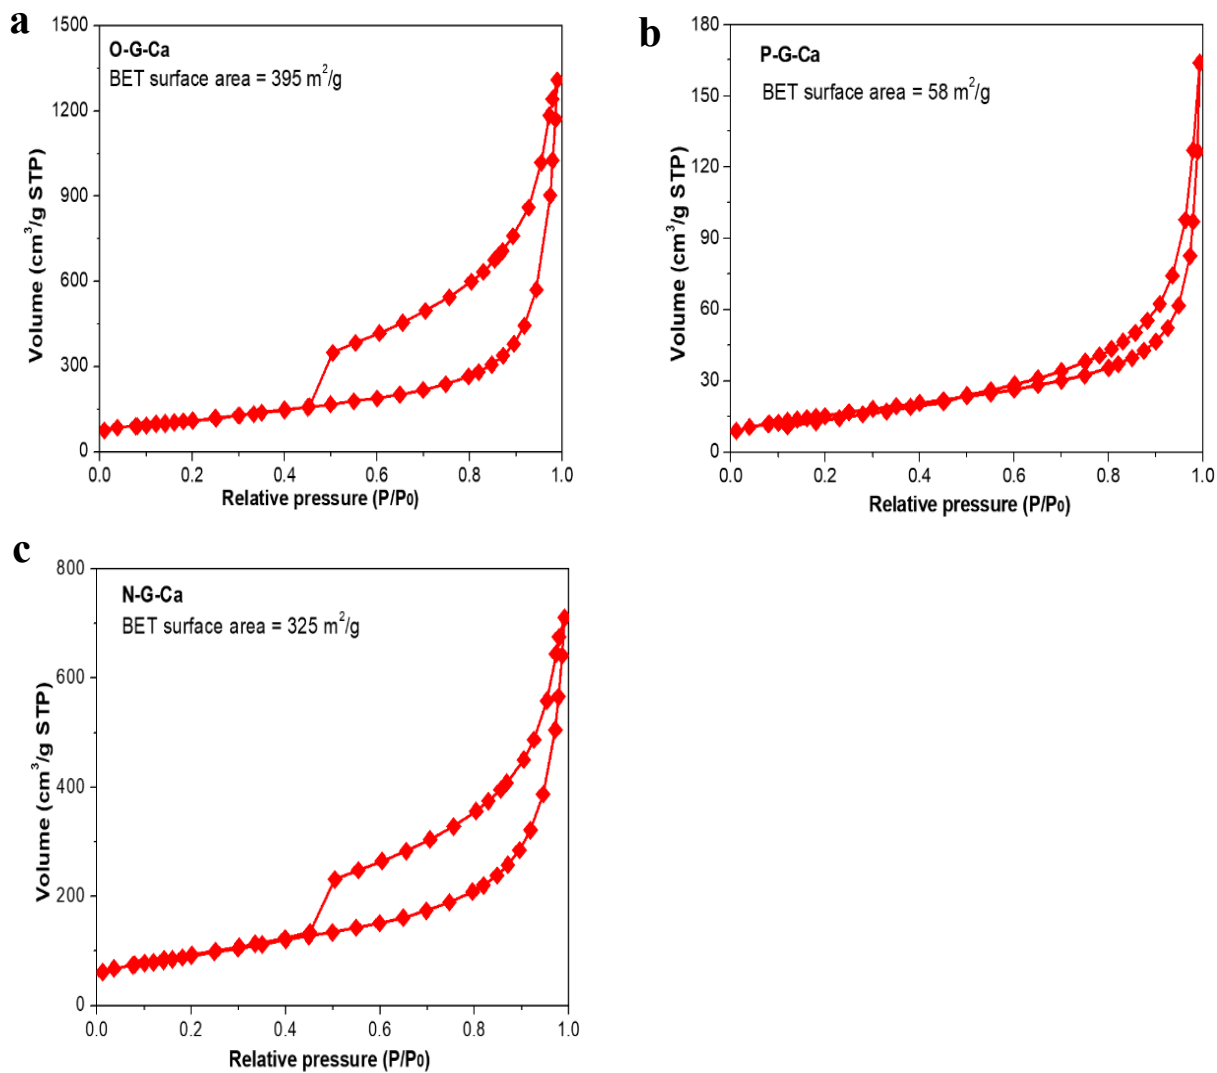 a
O-G-Ca
BET surface area = 395 m²/g
1500
1200
900
600
300
0
Volume (cm³/g STP)
0.0 0.2 0.4 0.6 0.8 1.0
Relative pressure (P/P₀)
b
P-G-Ca
BET surface area = 58 m²/g
180
150
120
90
60
30
0
Volume (cm³/g STP)
0.0 0.2 0.4 0.6 0.8 1.0
Relative pressure (P/P₀)
c
N-G-Ca
BET surface area = 325 m²/g
800
600
400
200
0
Volume (cm³/g STP)
0.0 0.2 0.4 0.6 0.8 1.0
Relative pressure (P/P₀)